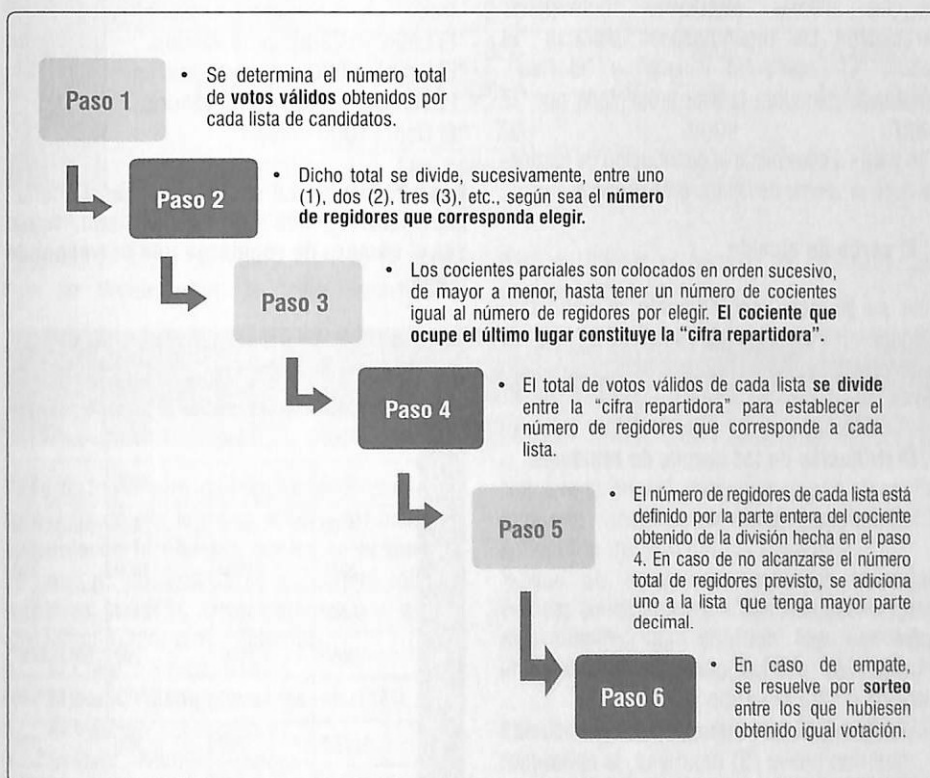 Paso 1
• Se determina el número total
de votos válidos obtenidos por
cada lista de candidatos.
Paso 2
• Dicho total se divide, sucesivamente, entre uno
(1), dos (2), tres (3), etc., según sea el número
de regidores que corresponda elegir.
Paso 3
• Los cocientes parciales son colocados en orden sucesivo,
de mayor a menor, hasta tener un número de cocientes
igual al número de regidores por elegir. El cociente que
ocupe el último lugar constituye la “cifra repartidora”.
Paso 4
• El total de votos válidos de cada lista se divide
entre la “cifra repartidora” para establecer el
número de regidores que corresponde a cada
lista.
Paso 5
• El número de regidores de cada lista está
definido por la parte entera del cociente
obtenido de la división hecha en el paso
4. En caso de no alcanzarse el número
total de regidores previsto, se adiciona
uno a la lista que tenga mayor parte
decimal.
Paso 6
• En caso de empate,
se resuelve por sorteo
entre los que hubiesen
obtenido igual votación.